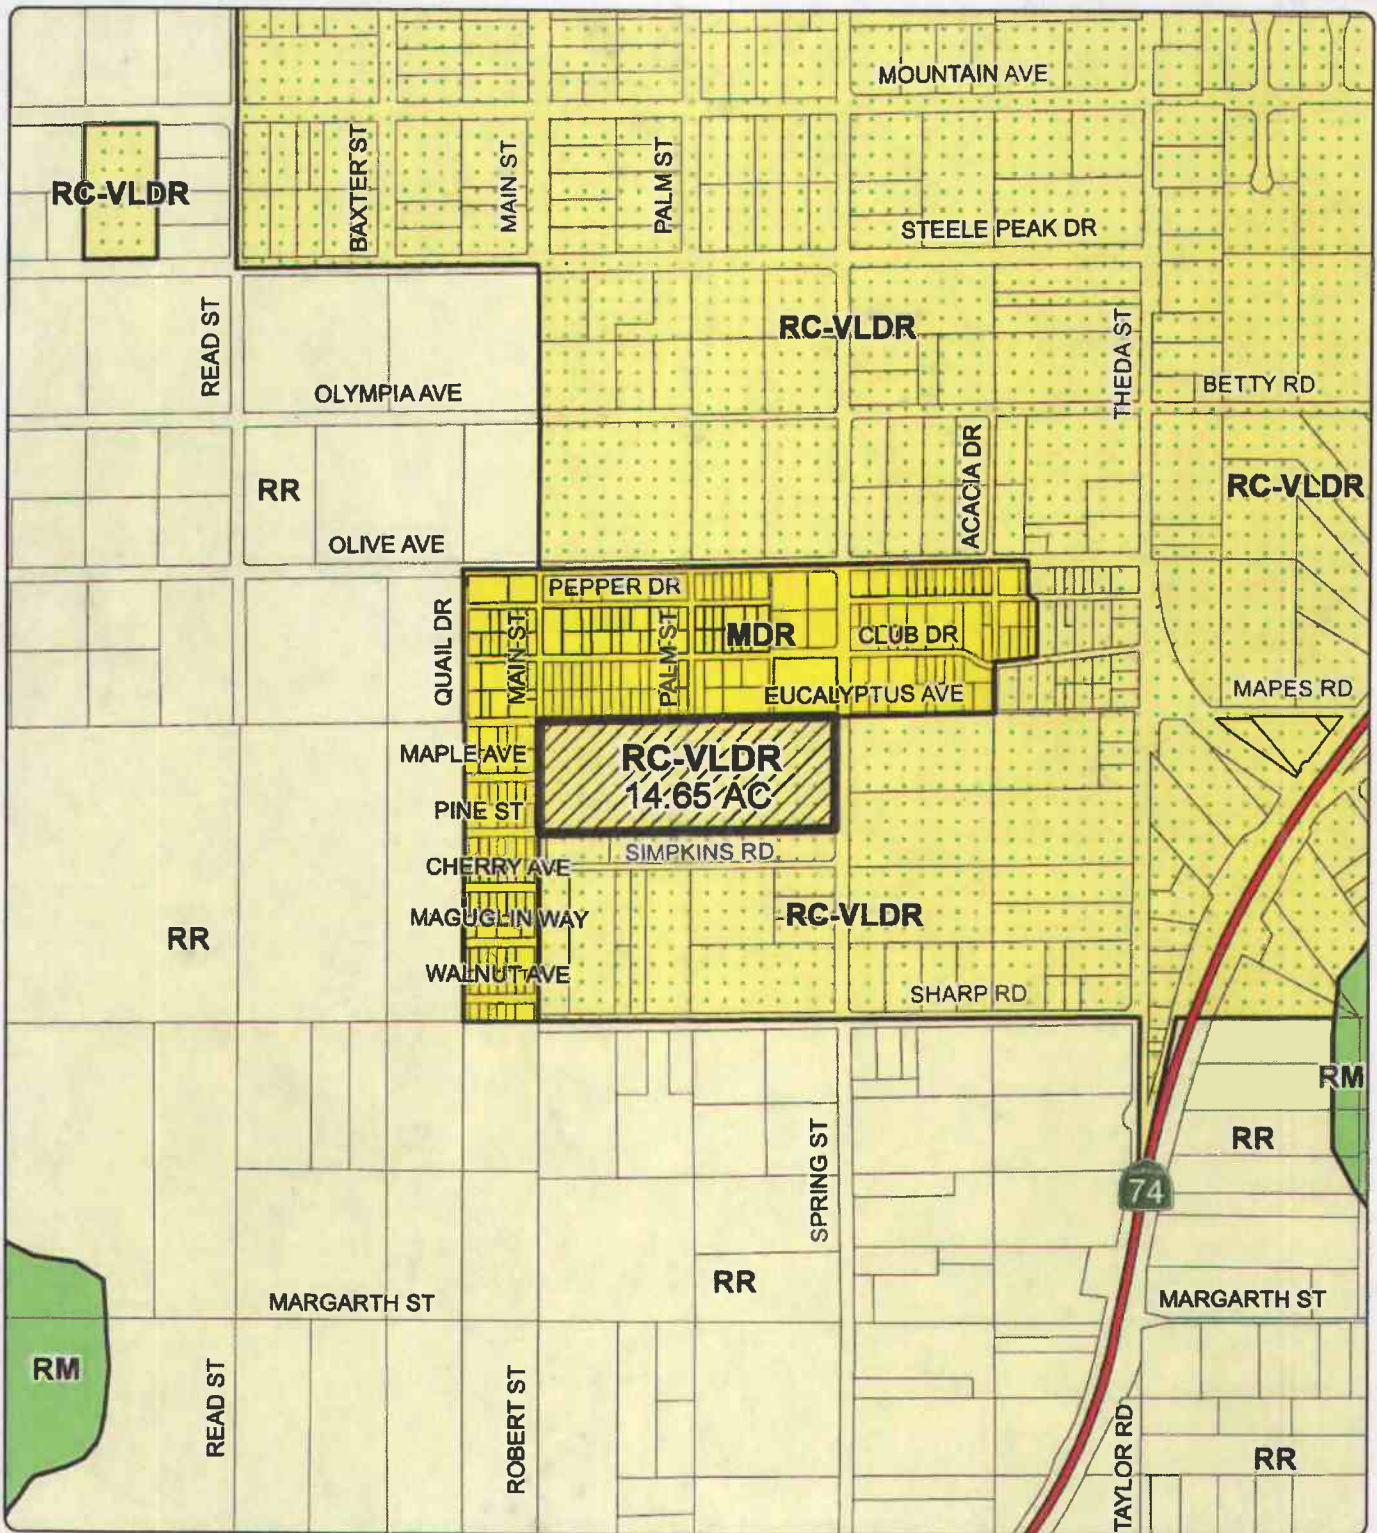 MOUNTAIN AVE
RC-VLDR
BAXTER ST
MAIN ST
PALM ST
STEELE PEAK DR
READ ST
RC-VLDR
THEDA ST
OLYMPIA AVE
BETTY RD
RR
ACACIA DR
RC-VLDR
OLIVE AVE
PEPPER DR
QUAIL DR
MAIN ST
PALM ST
MDR
CLUB DR
EUCALYPTUS AVE
MAPES RD
MAPLE AVE
RC-VLDR
14.65 AC
PINE ST
SIMPKINS RD
CHERRY AVE
MAGUGLIN WAY
RC-VLDR
RR
WALNUT AVE
SHARP RD
RM
RR
SPRING ST
74
RR
MARGARTH ST
MARGARTH ST
RM
READ ST
ROBERT ST
TAYLOR RD
RR